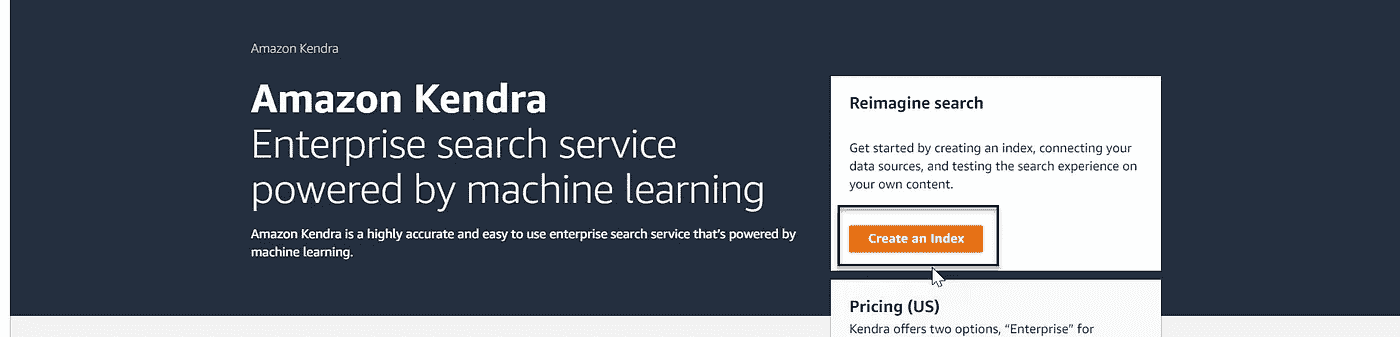 Amazon Kendra
Amazon Kendra
Enterprise search service
powered by machine learning
Amazon Kendra is a highly accurate and easy to use enterprise search service that's powered by
machine learning.
Reimagine search
Get started by creating an index, connecting your
data sources, and testing the search experience on
your own content.
Create an Index
Pricing (US)
Kendra offers two options, “Enterprise” for